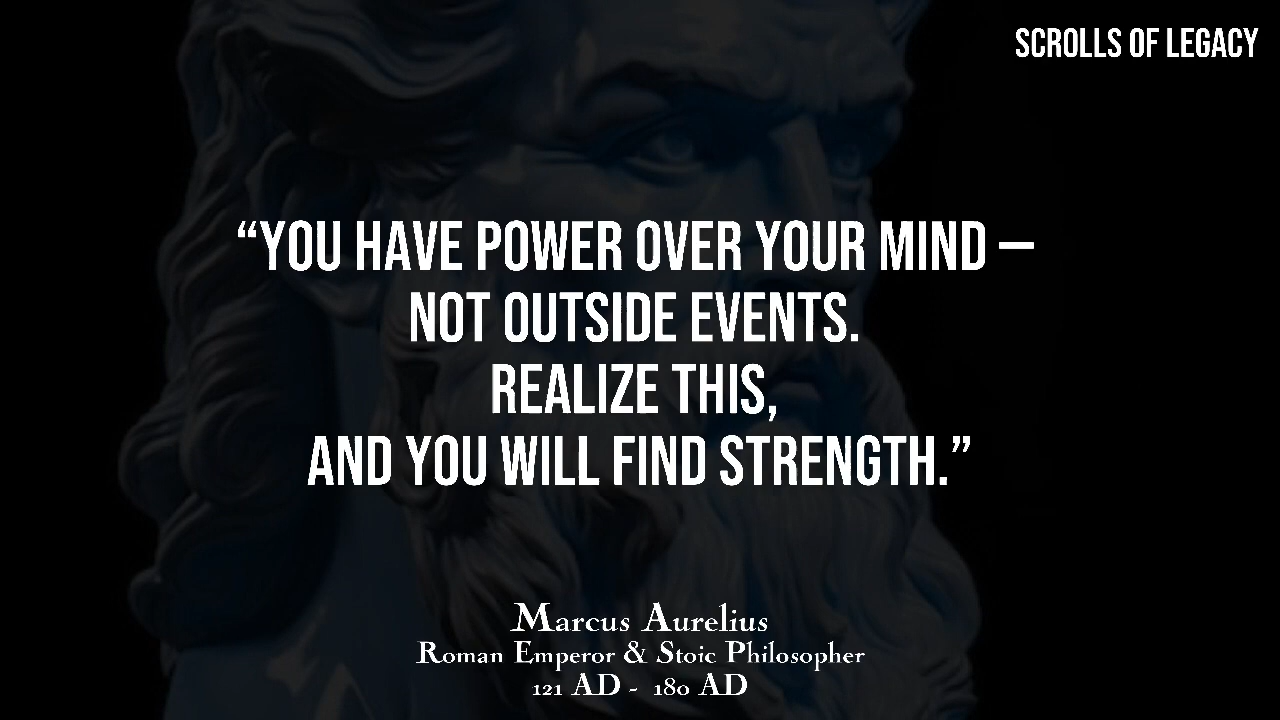 SCROLLS OF LEGACY
“YOU HAVE POWER OVER YOUR MIND –
NOT OUTSIDE EVENTS.
REALIZE THIS,
AND YOU WILL FIND STRENGTH.”
Marcus Aurelius
Roman Emperor & Stoic Philosopher
121 AD - 180 AD